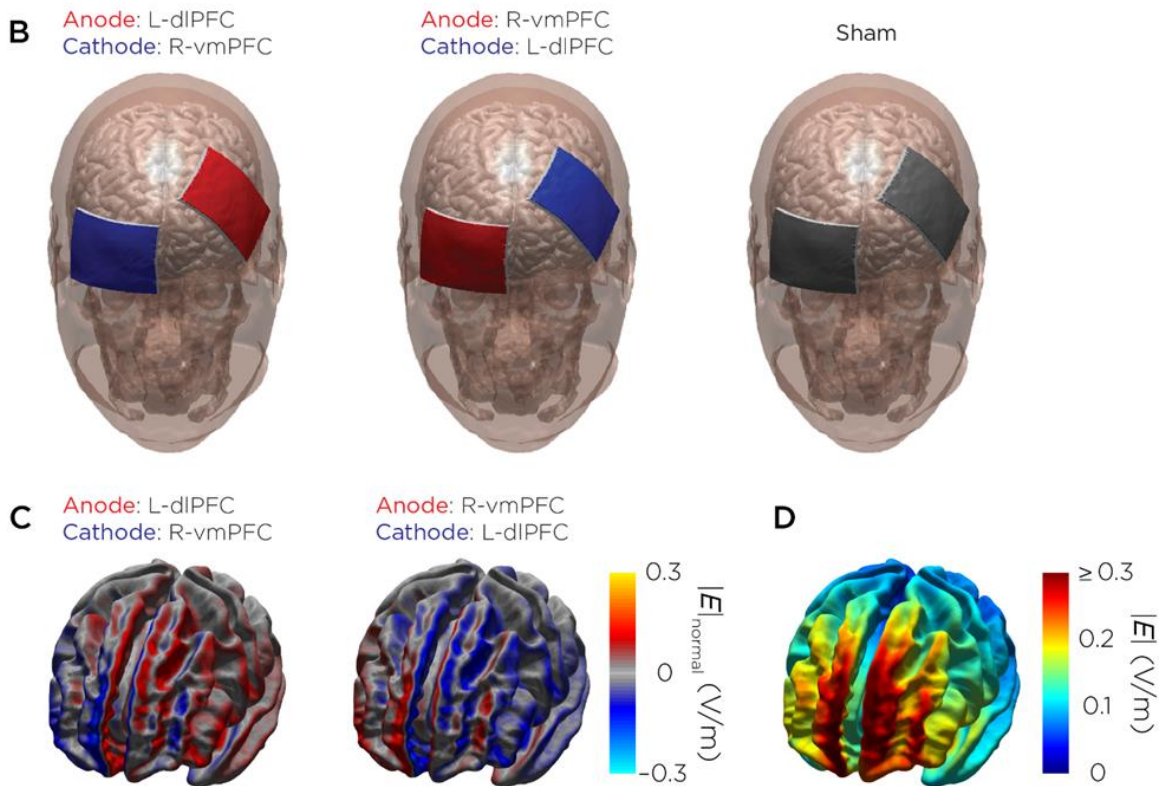 B
Anode: L-dlPFC
Cathode: R-vmPFC
Anode: R-vmPFC
Cathode: L-dlPFC
Sham
C
Anode: L-dlPFC
Cathode: R-vmPFC
Anode: R-vmPFC
Cathode: L-dlPFC
0.3
0
-0.3
|E|normal (V/m)
D
≥ 0.3
0.2
0.1
0
|E| (V/m)